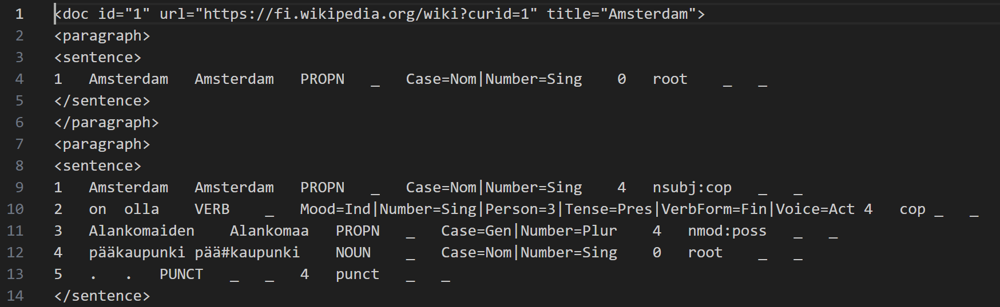 1 <doc id="1" url="https://fi.wikipedia.org/wiki?curid=1" title="Amsterdam">
2 <paragraph>
3 <sentence>
4 1 Amsterdam Amsterdam PROPN _ Case=Nom|Number=Sing 0 root _ _
5 </sentence>
6 </paragraph>
7 <paragraph>
8 <sentence>
9 1 Amsterdam Amsterdam PROPN _ Case=Nom|Number=Sing 4 nsubj:cop _ _
10 2 on olla VERB _ Mood=Ind|Number=Sing|Person=3|Tense=Pres|VerbForm=Fin|Voice=Act 4 cop _ _
11 3 Alankomaiden Alankomaa PROPN _ Case=Gen|Number=Plur 4 nmod:poss _ _
12 4 pääkaupunki pää#kaupunki NOUN _ Case=Nom|Number=Sing 0 root _ _
13 5 . . PUNCT _ _ 4 punct _ _
14 </sentence>